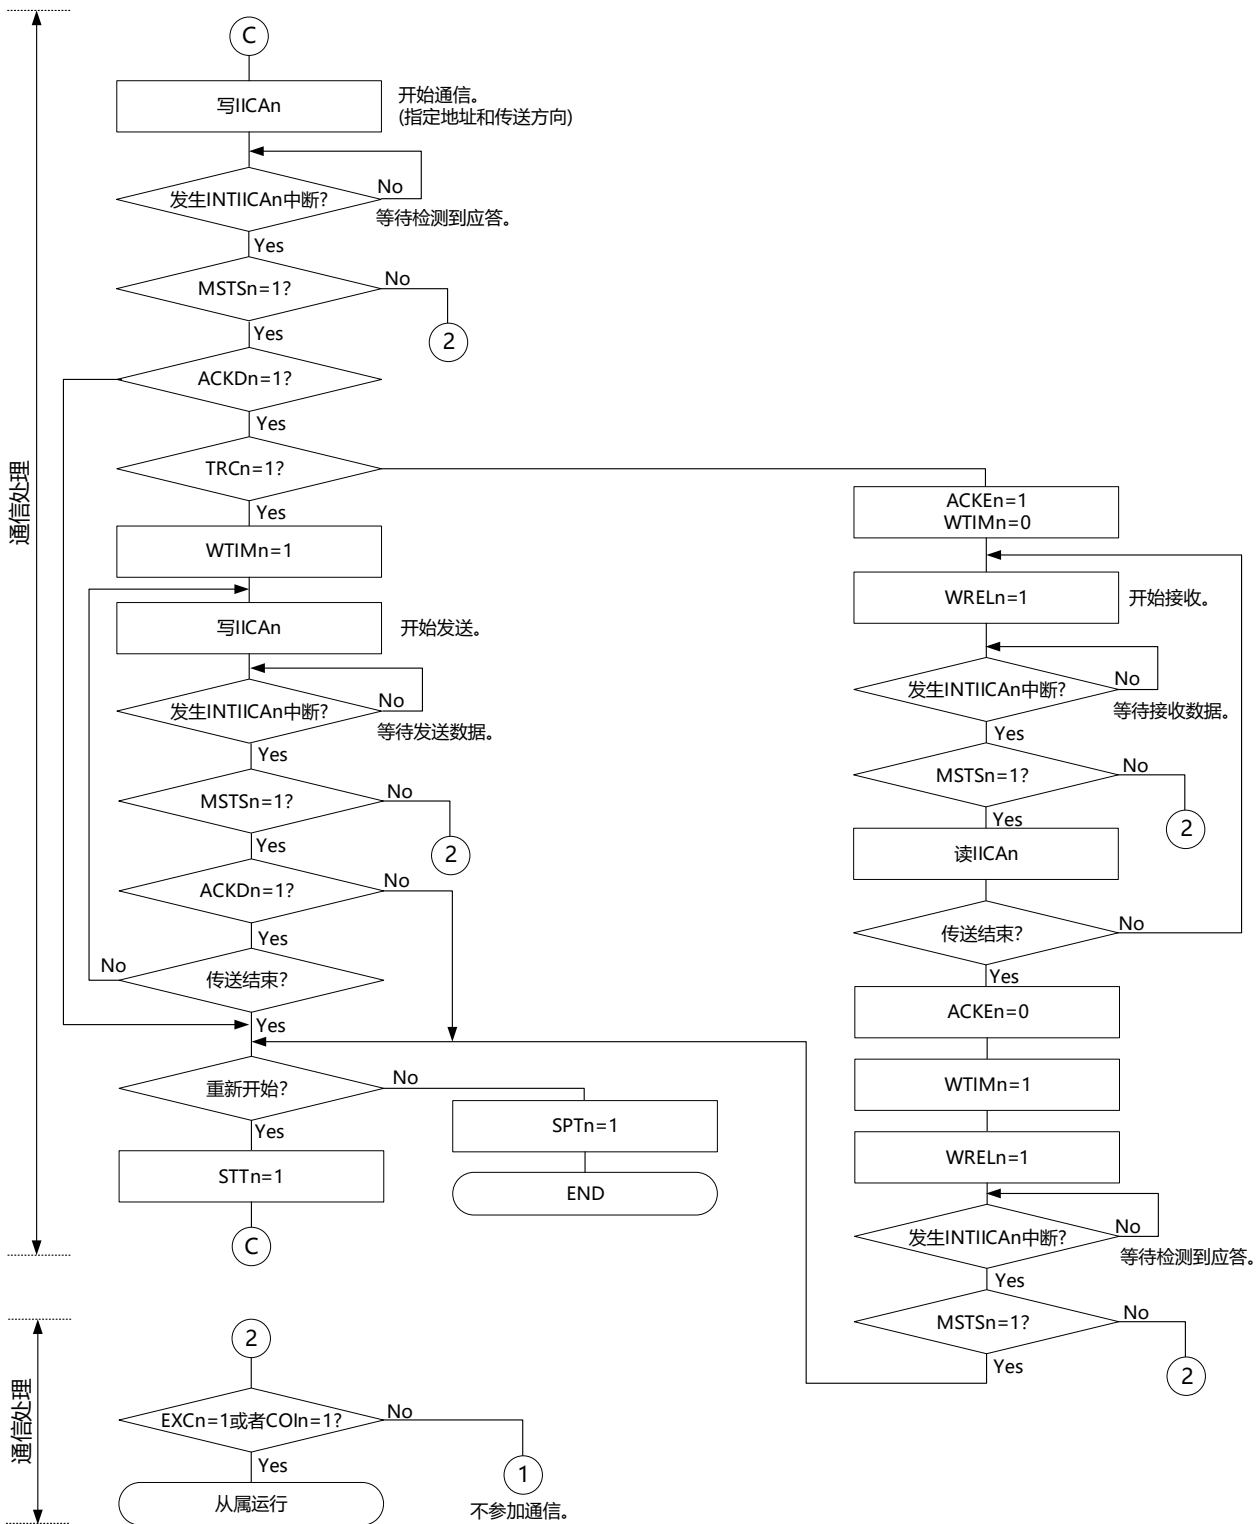 C
写IICAn
开始通信。
(指定地址和传送方向)
发生INTIICAn中断?
No
等待检测到应答。
Yes
MSTSn=1?
No
2
Yes
ACKDn=1?
Yes
TRCn=1?
Yes
WTIMn=1
写IICAn
开始发送。
发生INTIICAn中断?
No
等待发送数据。
Yes
MSTSn=1?
No
2
Yes
ACKDn=1?
No
Yes
No
传送结束?
Yes
重新开始?
No
Yes
SPTn=1
STTn=1
END
C
通信处理
ACKEn=1
WTIMn=0
WRELn=1
开始接收。
发生INTIICAn中断?
No
等待接收数据。
Yes
MSTSn=1?
No
2
Yes
读IICAn
传送结束?
No
Yes
ACKEn=0
WTIMn=1
WRELn=1
发生INTIICAn中断?
No
等待检测到应答。
Yes
MSTSn=1?
No
2
Yes
通信处理
2
EXCn=1或者COIn=1?
No
Yes
1
从属运行
不参加通信。